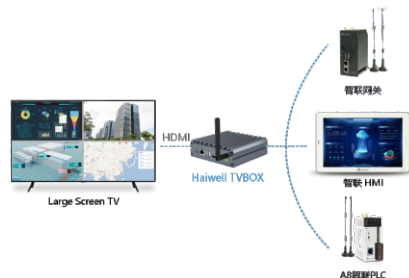 智联网关
HDMI
Haiwell TVBOX
智联 HMI
Large Screen TV
A8智联PLC